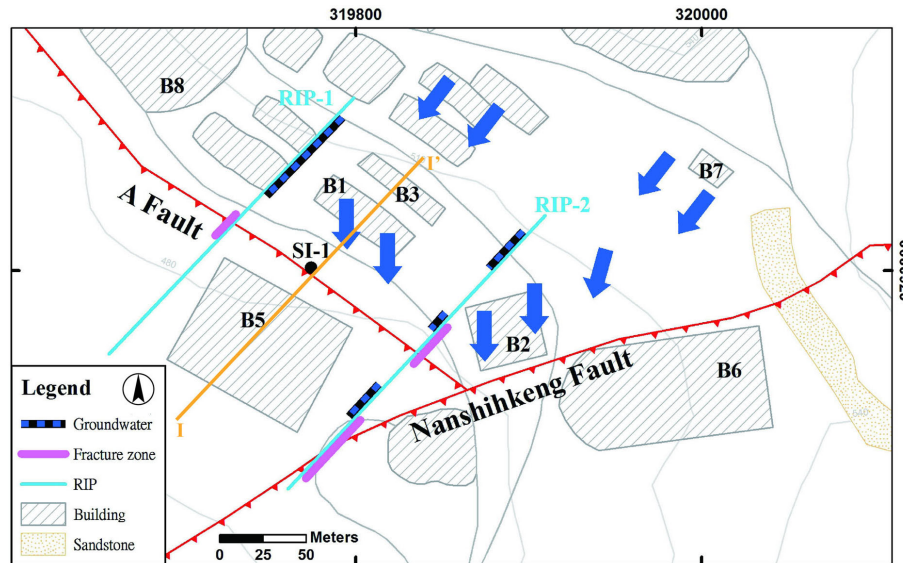 319800
320000
B8
RIP-1
B7
I'
B1
B3
A Fault
RIP-2
SI-1
480
B5
B2
Nanshihkeng Fault
B6
I
Legend
Groundwater
Fracture zone
RIP
Building
Sandstone
Meters
0 25 50